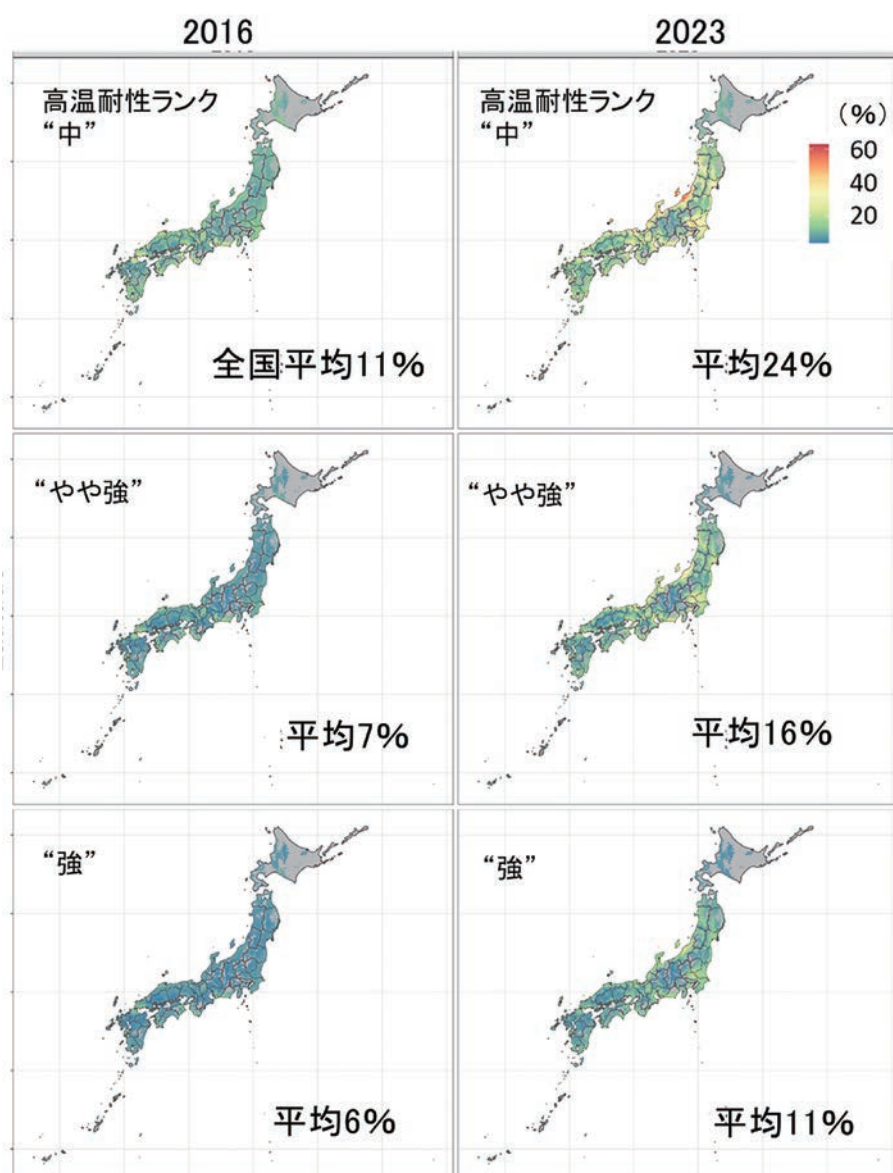 2016
2023
高温耐性ランク
“中”
全国平均11%
高温耐性ランク
“中”
(%)
60
40
20
平均24%
“やや強”
平均7%
“やや強”
平均16%
“強”
平均6%
“強”
平均11%